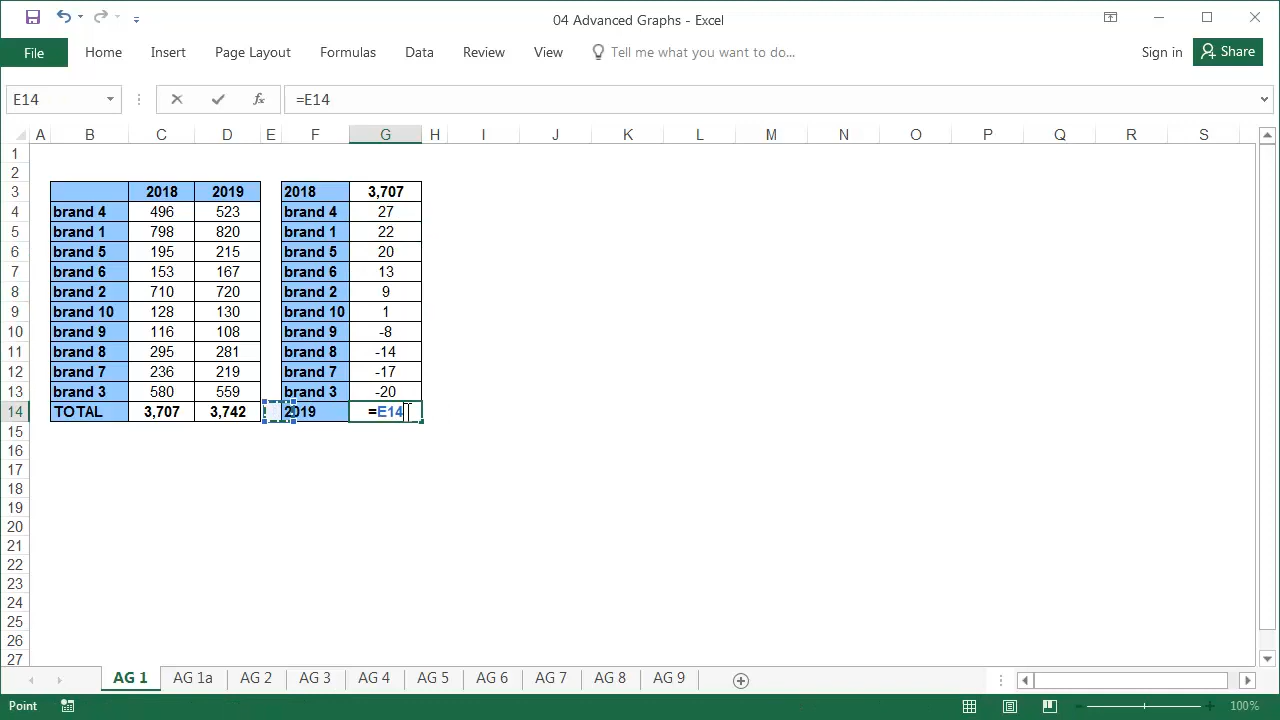 04 Advanced Graphs - Excel
File Home Insert Page Layout Formulas Data Review View Tell me what you want to do... Sign in Share
E14 fx =E14
A B C D E F G H I J K L M N O P Q R S
1
2
3 2018 2019 2018 3,707
4 brand 4 496 523 brand 4 27
5 brand 1 798 820 brand 1 22
6 brand 5 195 215 brand 5 20
7 brand 6 153 167 brand 6 13
8 brand 2 710 720 brand 2 9
9 brand 10 128 130 brand 10 1
10 brand 9 116 108 brand 9 -8
11 brand 8 295 281 brand 8 -14
12 brand 7 236 219 brand 7 -17
13 brand 3 580 559 brand 3 -20
14 TOTAL 3,707 3,742 2019 =E14
15
16
17
18
19
20
21
22
23
24
25
26
27
AG 1 AG 1a AG 2 AG 3 AG 4 AG 5 AG 6 AG 7 AG 8 AG 9
Point 100%